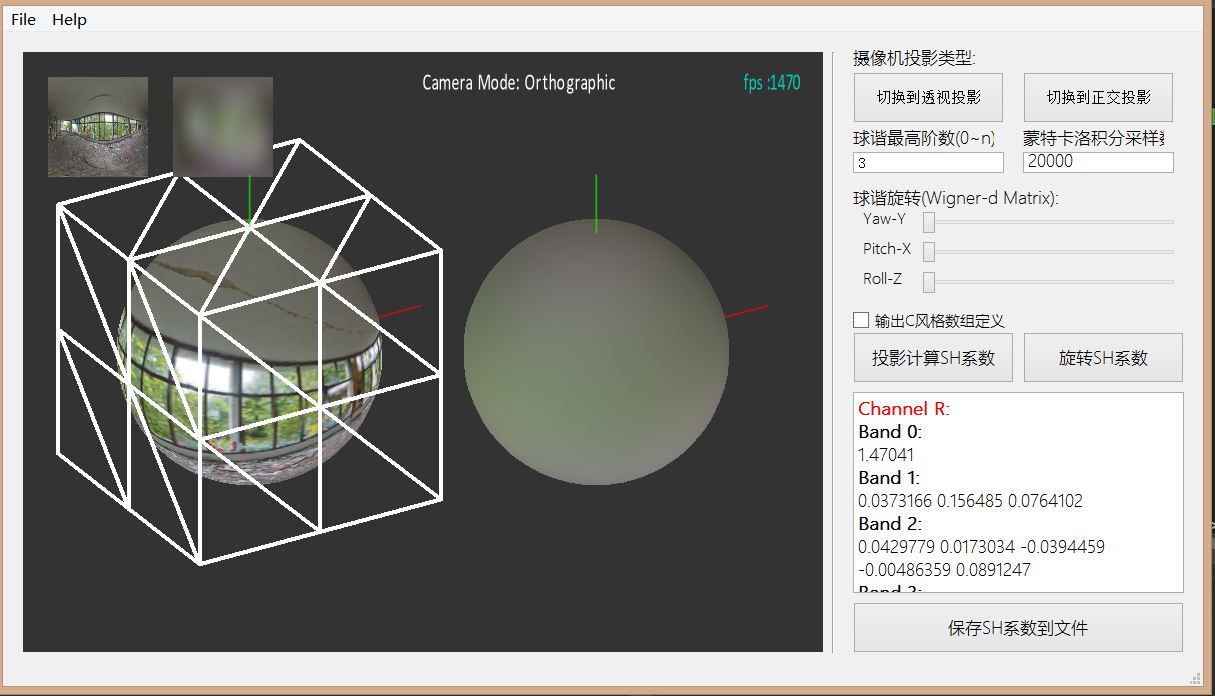 File Help
Camera Mode: Orthographic
fps :1470
摄像机投影类型:
切换到透视投影
切换到正交投影
球谐最高阶数(0~n)
蒙特卡洛积分采样数
3
20000
球谐旋转(Wigner-d Matrix):
Yaw-Y
Pitch-X
Roll-Z
输出C风格数组定义
投影计算SH系数
旋转SH系数
Channel R:
Band 0:
1.47041
Band 1:
0.0373166 0.156485 0.0764102
Band 2:
0.0429779 0.0173034 -0.0394459
-0.00486359 0.0891247
Band 3:
保存SH系数到文件